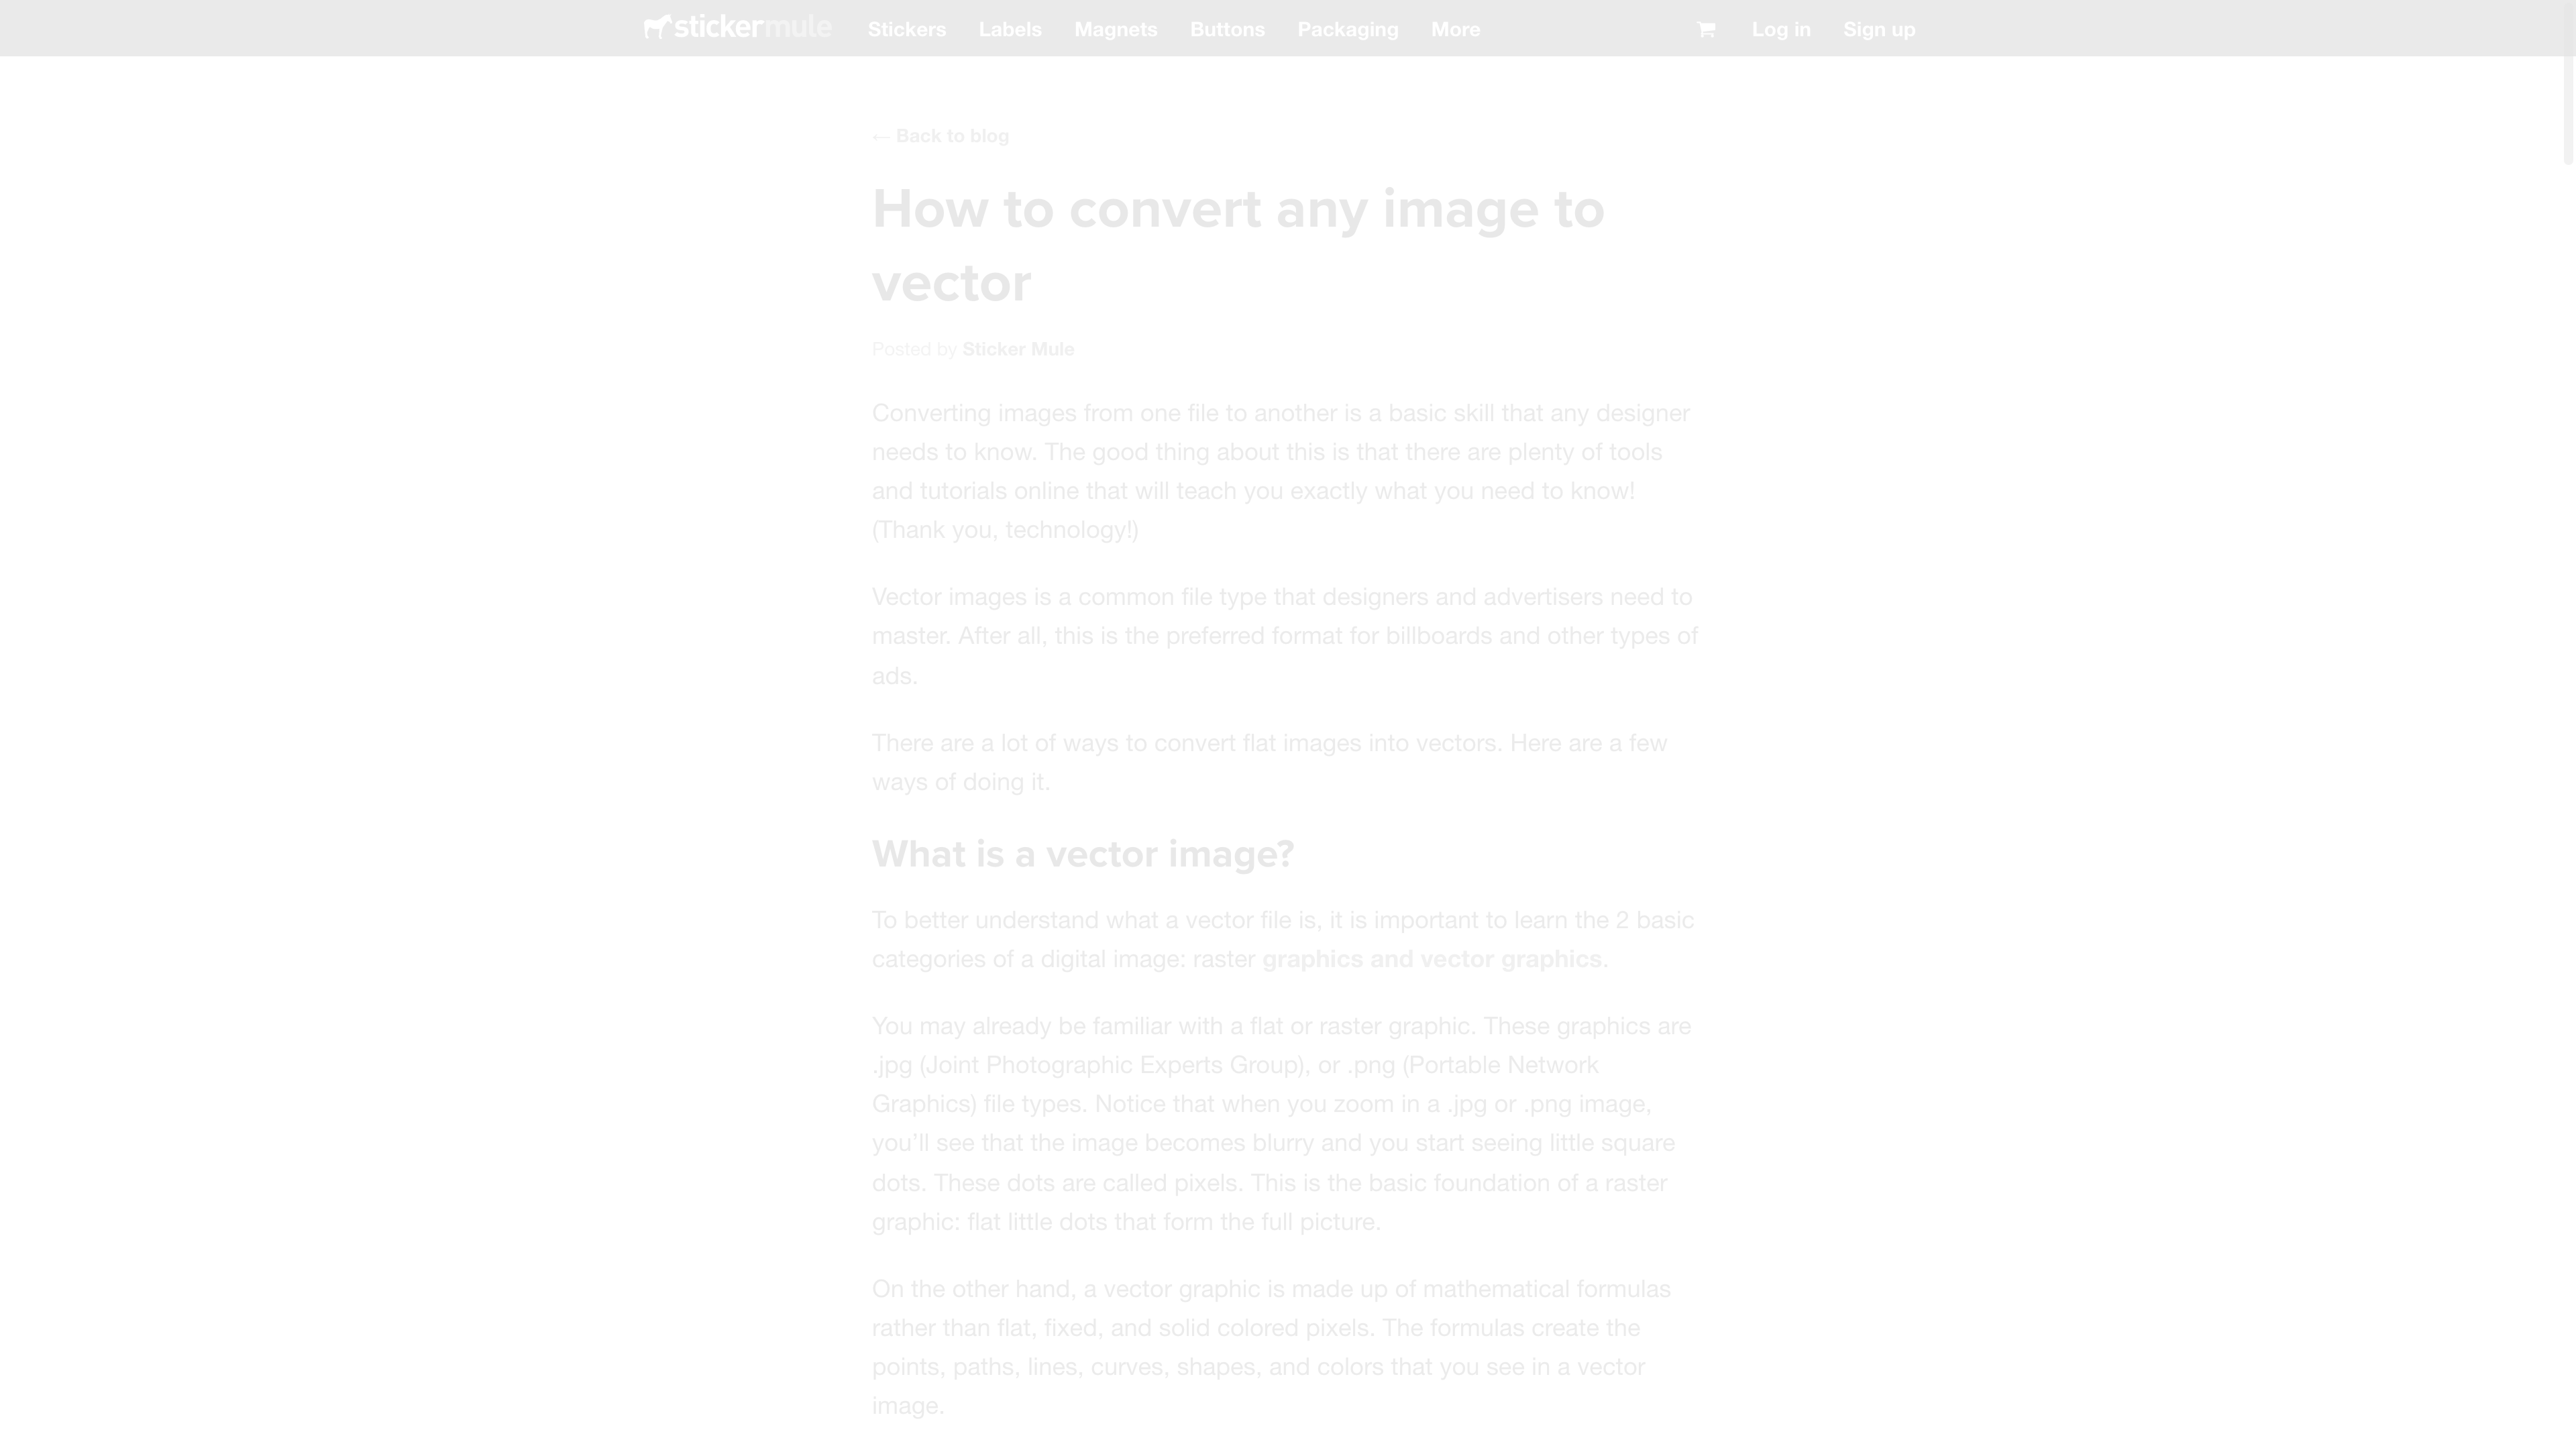 stickermule Stickers Labels Magnets Buttons Packaging More Log in Sign up
← Back to blog
How to convert any image to
vector
Posted by Sticker Mule
Converting images from one file to another is a basic skill that any designer
needs to know. The good thing about this is that there are plenty of tools
and tutorials online that will teach you exactly what you need to know!
(Thank you, technology!)
Vector images is a common file type that designers and advertisers need to
master. After all, this is the preferred format for billboards and other types of
ads.
There are a lot of ways to convert flat images into vectors. Here are a few
ways of doing it.
What is a vector image?
To better understand what a vector file is, it is important to learn the 2 basic
categories of a digital image: raster graphics and vector graphics.
You may already be familiar with a flat or raster graphic. These graphics are
.jpg (Joint Photographic Experts Group), or .png (Portable Network
Graphics) file types. Notice that when you zoom in a .jpg or .png image,
you’ll see that the image becomes blurry and you start seeing little square
dots. These dots are called pixels. This is the basic foundation of a raster
graphic: flat little dots that form the full picture.
On the other hand, a vector graphic is made up of mathematical formulas
rather than flat, fixed, and solid colored pixels. The formulas create the
points, paths, lines, curves, shapes, and colors that you see in a vector
image.